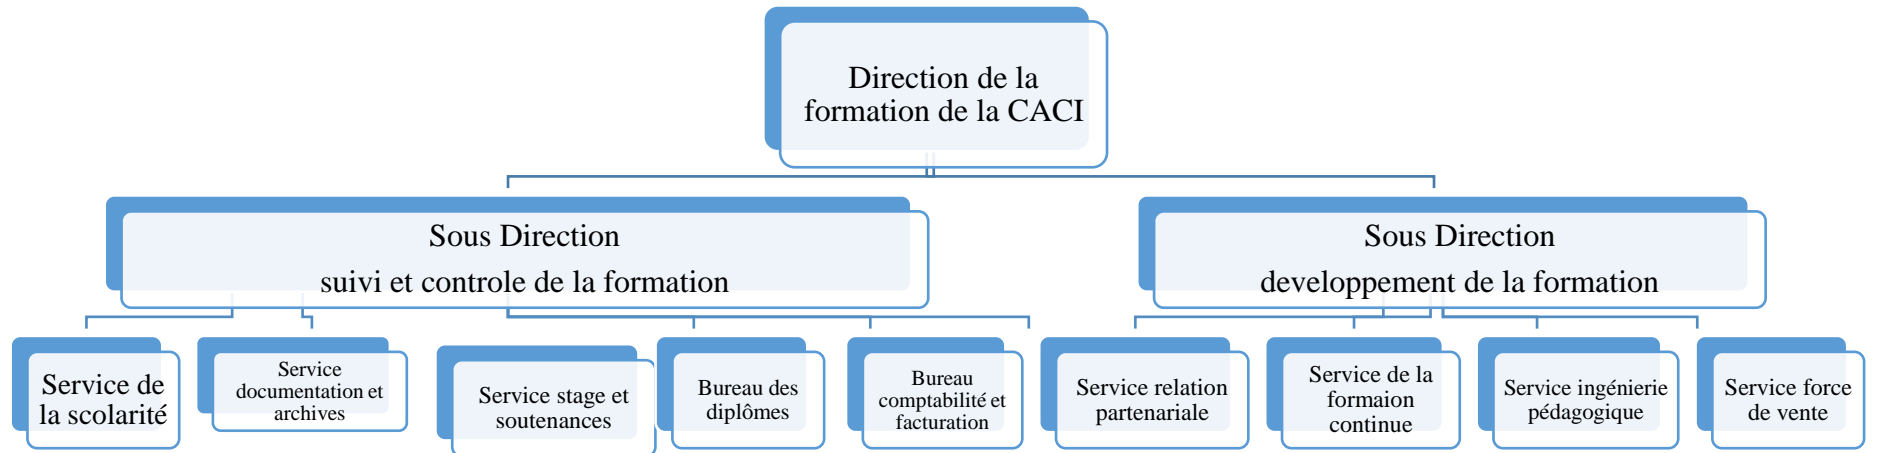 Direction de la
formation de la CACI
Sous Direction
suivi et controle de la formation
Sous Direction
developpement de la formation
Service de
la scolarité
Service
documentation et
archives
Service stage et
soutenances
Bureau des
diplômes
Bureau
comptabilité et
facturation
Service relation
partenariale
Service de la
formaion
continue
Service ingénierie
pédagogique
Service force
de vente